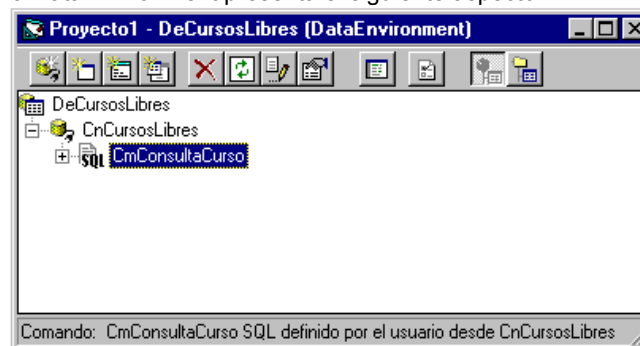 Proyecto1 - DeCursosLibres (DataEnvironment)
DeCursosLibres
CnCursosLibres
SQL CmConsultaCurso
Comando: CmConsultaCurso SQL definido por el usuario desde CnCursosLibres